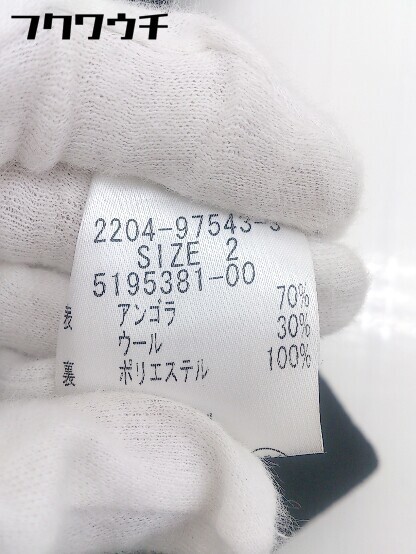 フクワウチ
2204-97543-3
SIZE 2
5195381-00
表 アンゴラ 70%
ウール 30%
裏 ポリエステル 100%